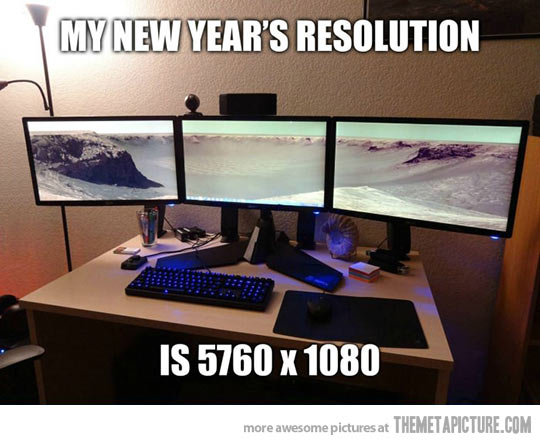 MY NEW YEAR'S RESOLUTION
IS 5760 x 1080
more awesome pictures at THEMETAPICTURE.COM